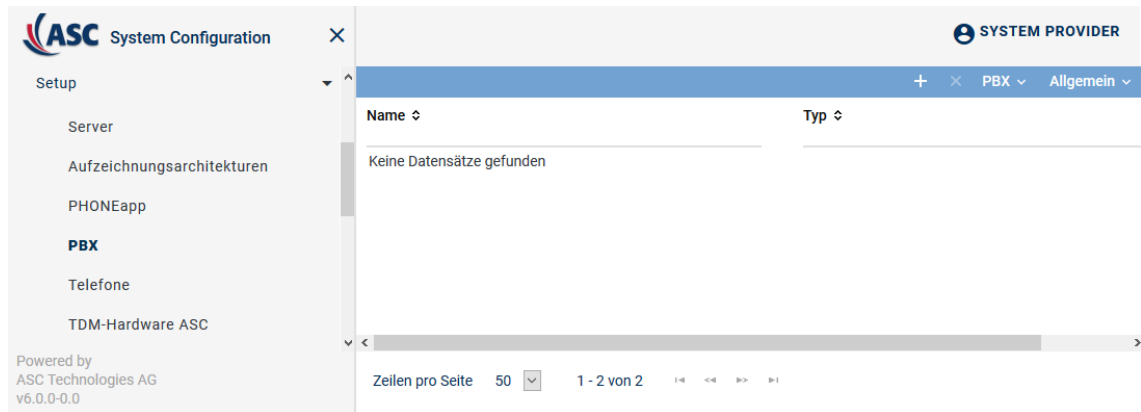 ASC System Configuration
SYSTEM PROVIDER
Setup
PBX Allgemein
Server
Aufzeichnungsarchitekturen
PHONEapp
PBX
Telefone
TDM-Hardware ASC
Powered by
ASC Technologies AG
v6.0.0-0.0
Name Typ
Keine Datensätze gefunden
Zeilen pro Seite 50 1 - 2 von 2